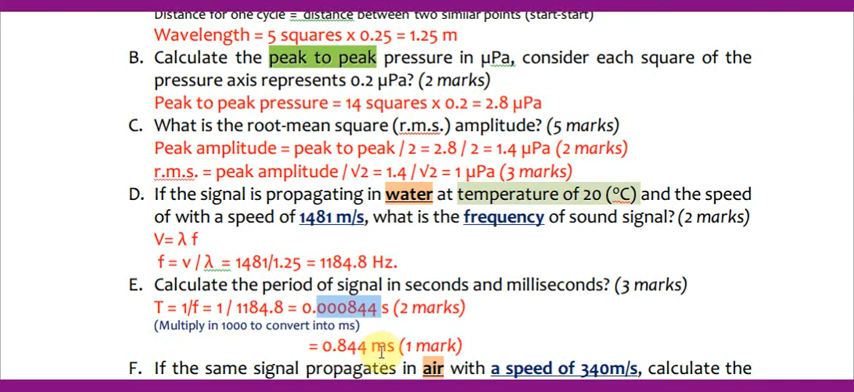 Distance for one cycle = distance between two similar points (start-start)
Wavelength = 5 squares x 0.25 = 1.25 m
B. Calculate the peak to peak pressure in µPa, consider each square of the
pressure axis represents 0.2 µPa? (2 marks)
Peak to peak pressure = 14 squares x 0.2 = 2.8 µPa
C. What is the root-mean square (r.m.s.) amplitude? (5 marks)
Peak amplitude = peak to peak / 2 = 2.8 / 2 = 1.4 µPa (2 marks)
r.m.s. = peak amplitude / √2 = 1.4 / √2 = 1 µPa (3 marks)
D. If the signal is propagating in water at temperature of 20 (°C) and the speed
of with a speed of 1481 m/s, what is the frequency of sound signal? (2 marks)
V= λ f
f = v / λ = 1481/1.25 = 1184.8 Hz.
E. Calculate the period of signal in seconds and milliseconds? (3 marks)
T = 1/f = 1 / 1184.8 = 0.000844 s (2 marks)
(Multiply in 1000 to convert into ms)
= 0.844 ms (1 mark)
F. If the same signal propagates in air with a speed of 340m/s, calculate the